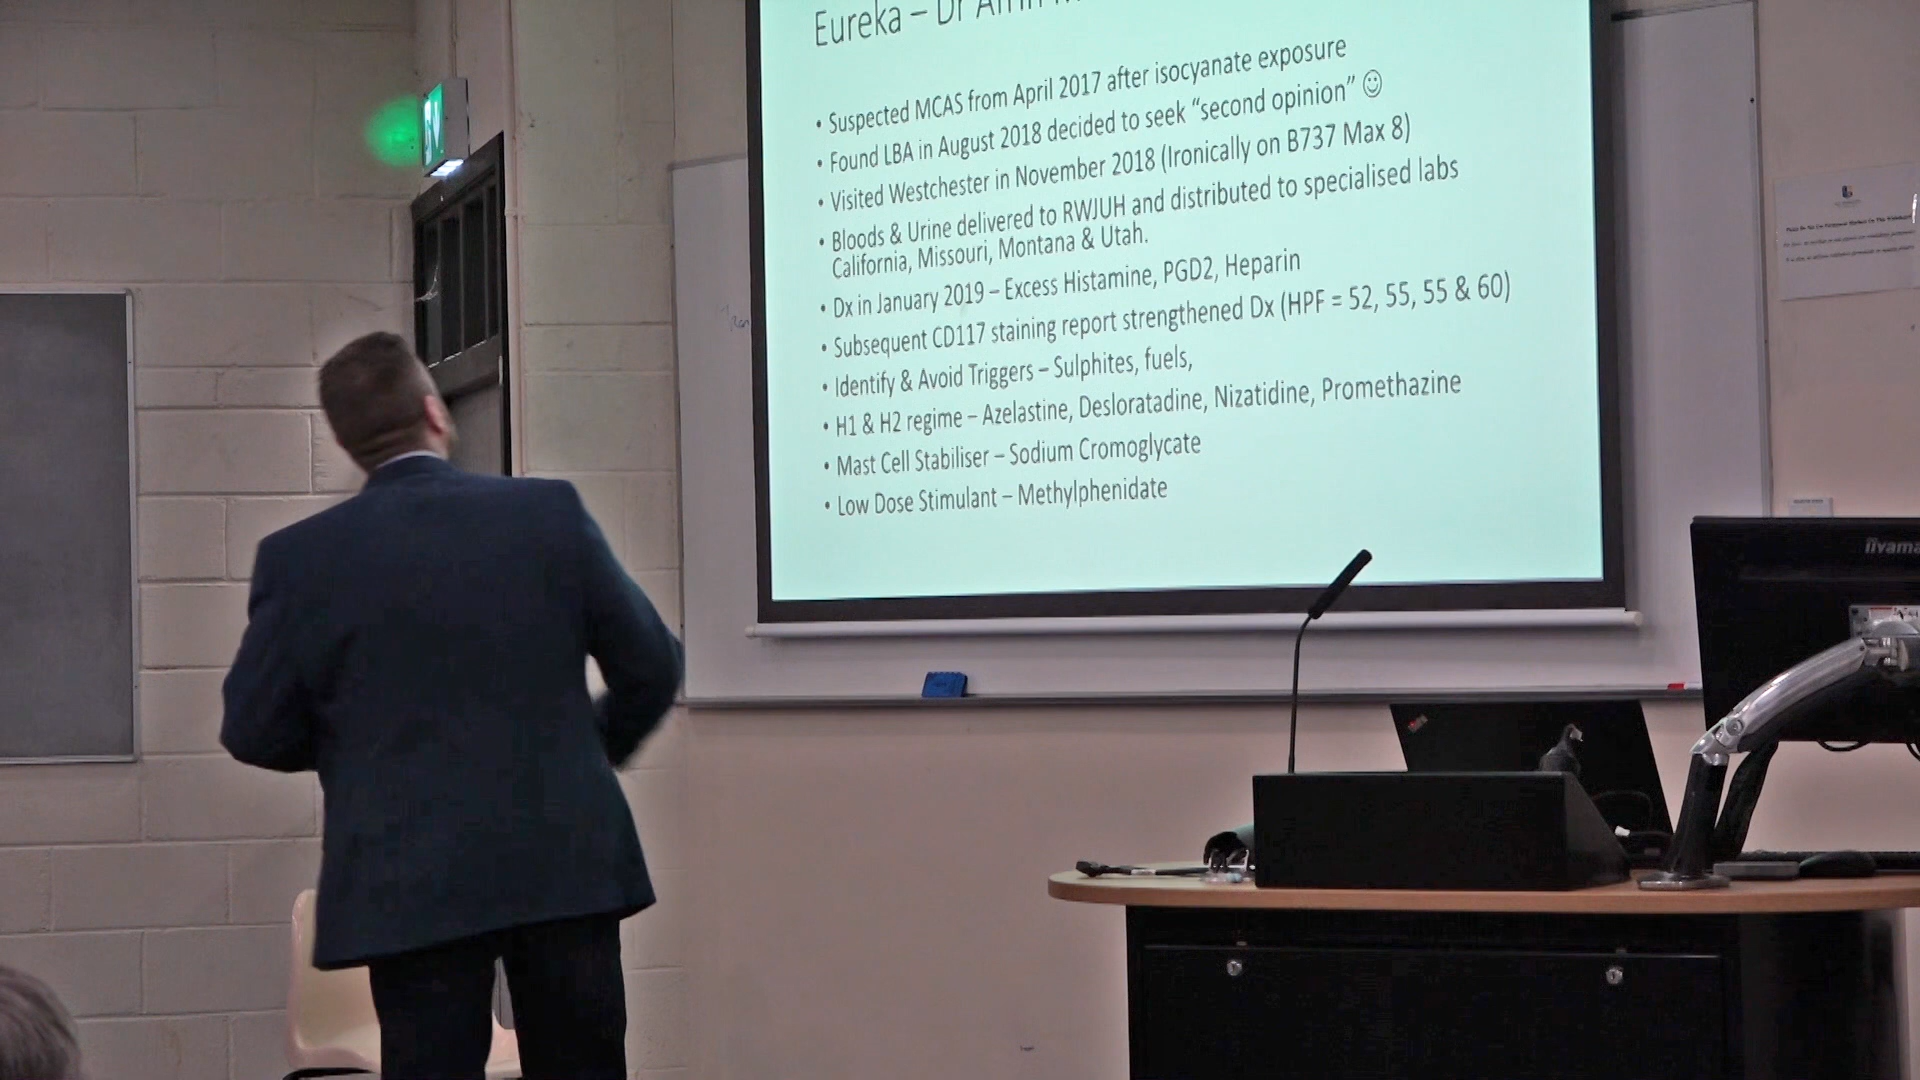 Eureka – Dr
• Suspected MCAS from April 2017 after isocyanate exposure
• Found LBA in August 2018 decided to seek “second opinion” ☺
• Visited Westchester in November 2018 (Ironically on B737 Max 8)
• Bloods & Urine delivered to RWJUH and distributed to specialised labs
California, Missouri, Montana & Utah.
• Dx in January 2019 – Excess Histamine, PGD2, Heparin
• Subsequent CD117 staining report strengthened Dx (HPF = 52, 55, 55 & 60)
• Identify & Avoid Triggers – Sulphites, fuels,
• H1 & H2 regime – Azelastine, Desloratadine, Nizatidine, Promethazine
• Mast Cell Stabiliser – Sodium Cromoglycate
• Low Dose Stimulant – Methylphenidate
iiyama